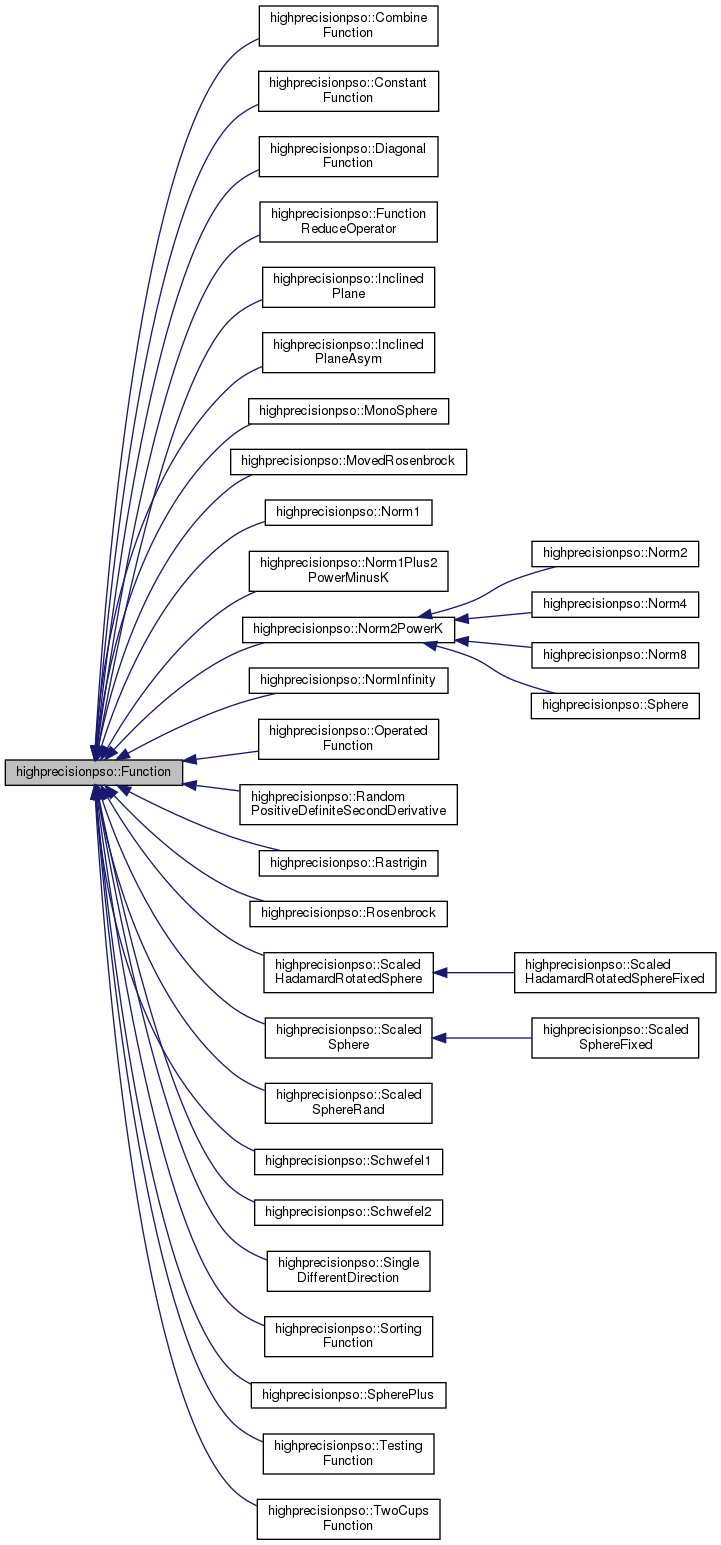 highprecisionpso::Combine
Function
highprecisionpso::Constant
Function
highprecisionpso::Diagonal
Function
highprecisionpso::Function
ReduceOperator
highprecisionpso::Inclined
Plane
highprecisionpso::Inclined
PlaneAsym
highprecisionpso::MonoSphere
highprecisionpso::MovedRosenbrock
highprecisionpso::Norm1
highprecisionpso::Norm1Plus2
PowerMinusK
highprecisionpso::Norm2PowerK
highprecisionpso::Norm2
highprecisionpso::Norm4
highprecisionpso::Norm8
highprecisionpso::Sphere
highprecisionpso::NormInfinity
highprecisionpso::Operated
Function
highprecisionpso::Function
highprecisionpso::Random
PositiveDefiniteSecondDerivative
highprecisionpso::Rastrigin
highprecisionpso::Rosenbrock
highprecisionpso::Scaled
HadamardRotatedSphere
highprecisionpso::Scaled
HadamardRotatedSphereFixed
highprecisionpso::Scaled
Sphere
highprecisionpso::Scaled
SphereFixed
highprecisionpso::Scaled
SphereRand
highprecisionpso::Schwefel1
highprecisionpso::Schwefel2
highprecisionpso::Single
DifferentDirection
highprecisionpso::Sorting
Function
highprecisionpso::SpherePlus
highprecisionpso::Testing
Function
highprecisionpso::TwoCups
Function